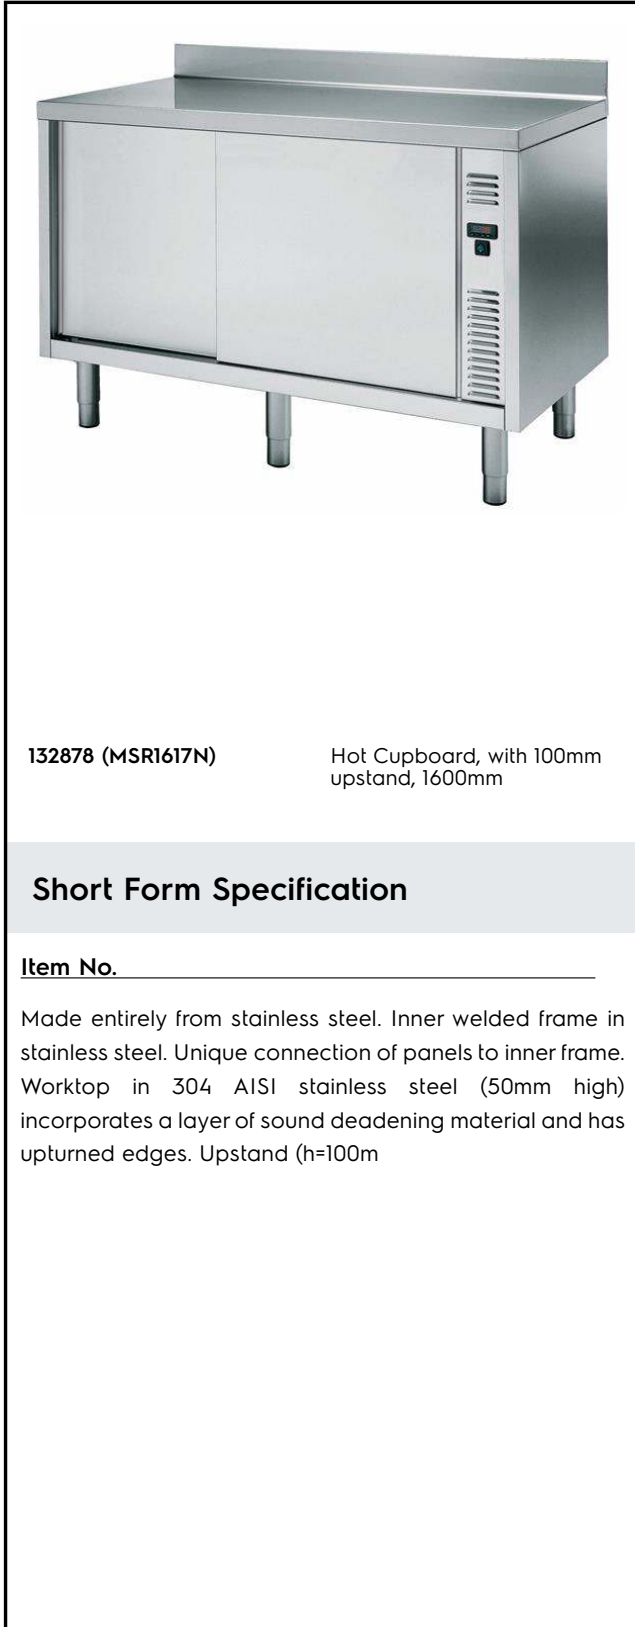 132878 (MSR1617N)
Hot Cupboard, with 100mm
upstand, 1600mm
Short Form Specification
Item No.
Made entirely from stainless steel. Inner welded frame in
stainless steel. Unique connection of panels to inner frame.
Worktop in 304 AISI stainless steel (50mm high)
incorporates a layer of sound deadening material and has
upturned edges. Upstand (h=100m